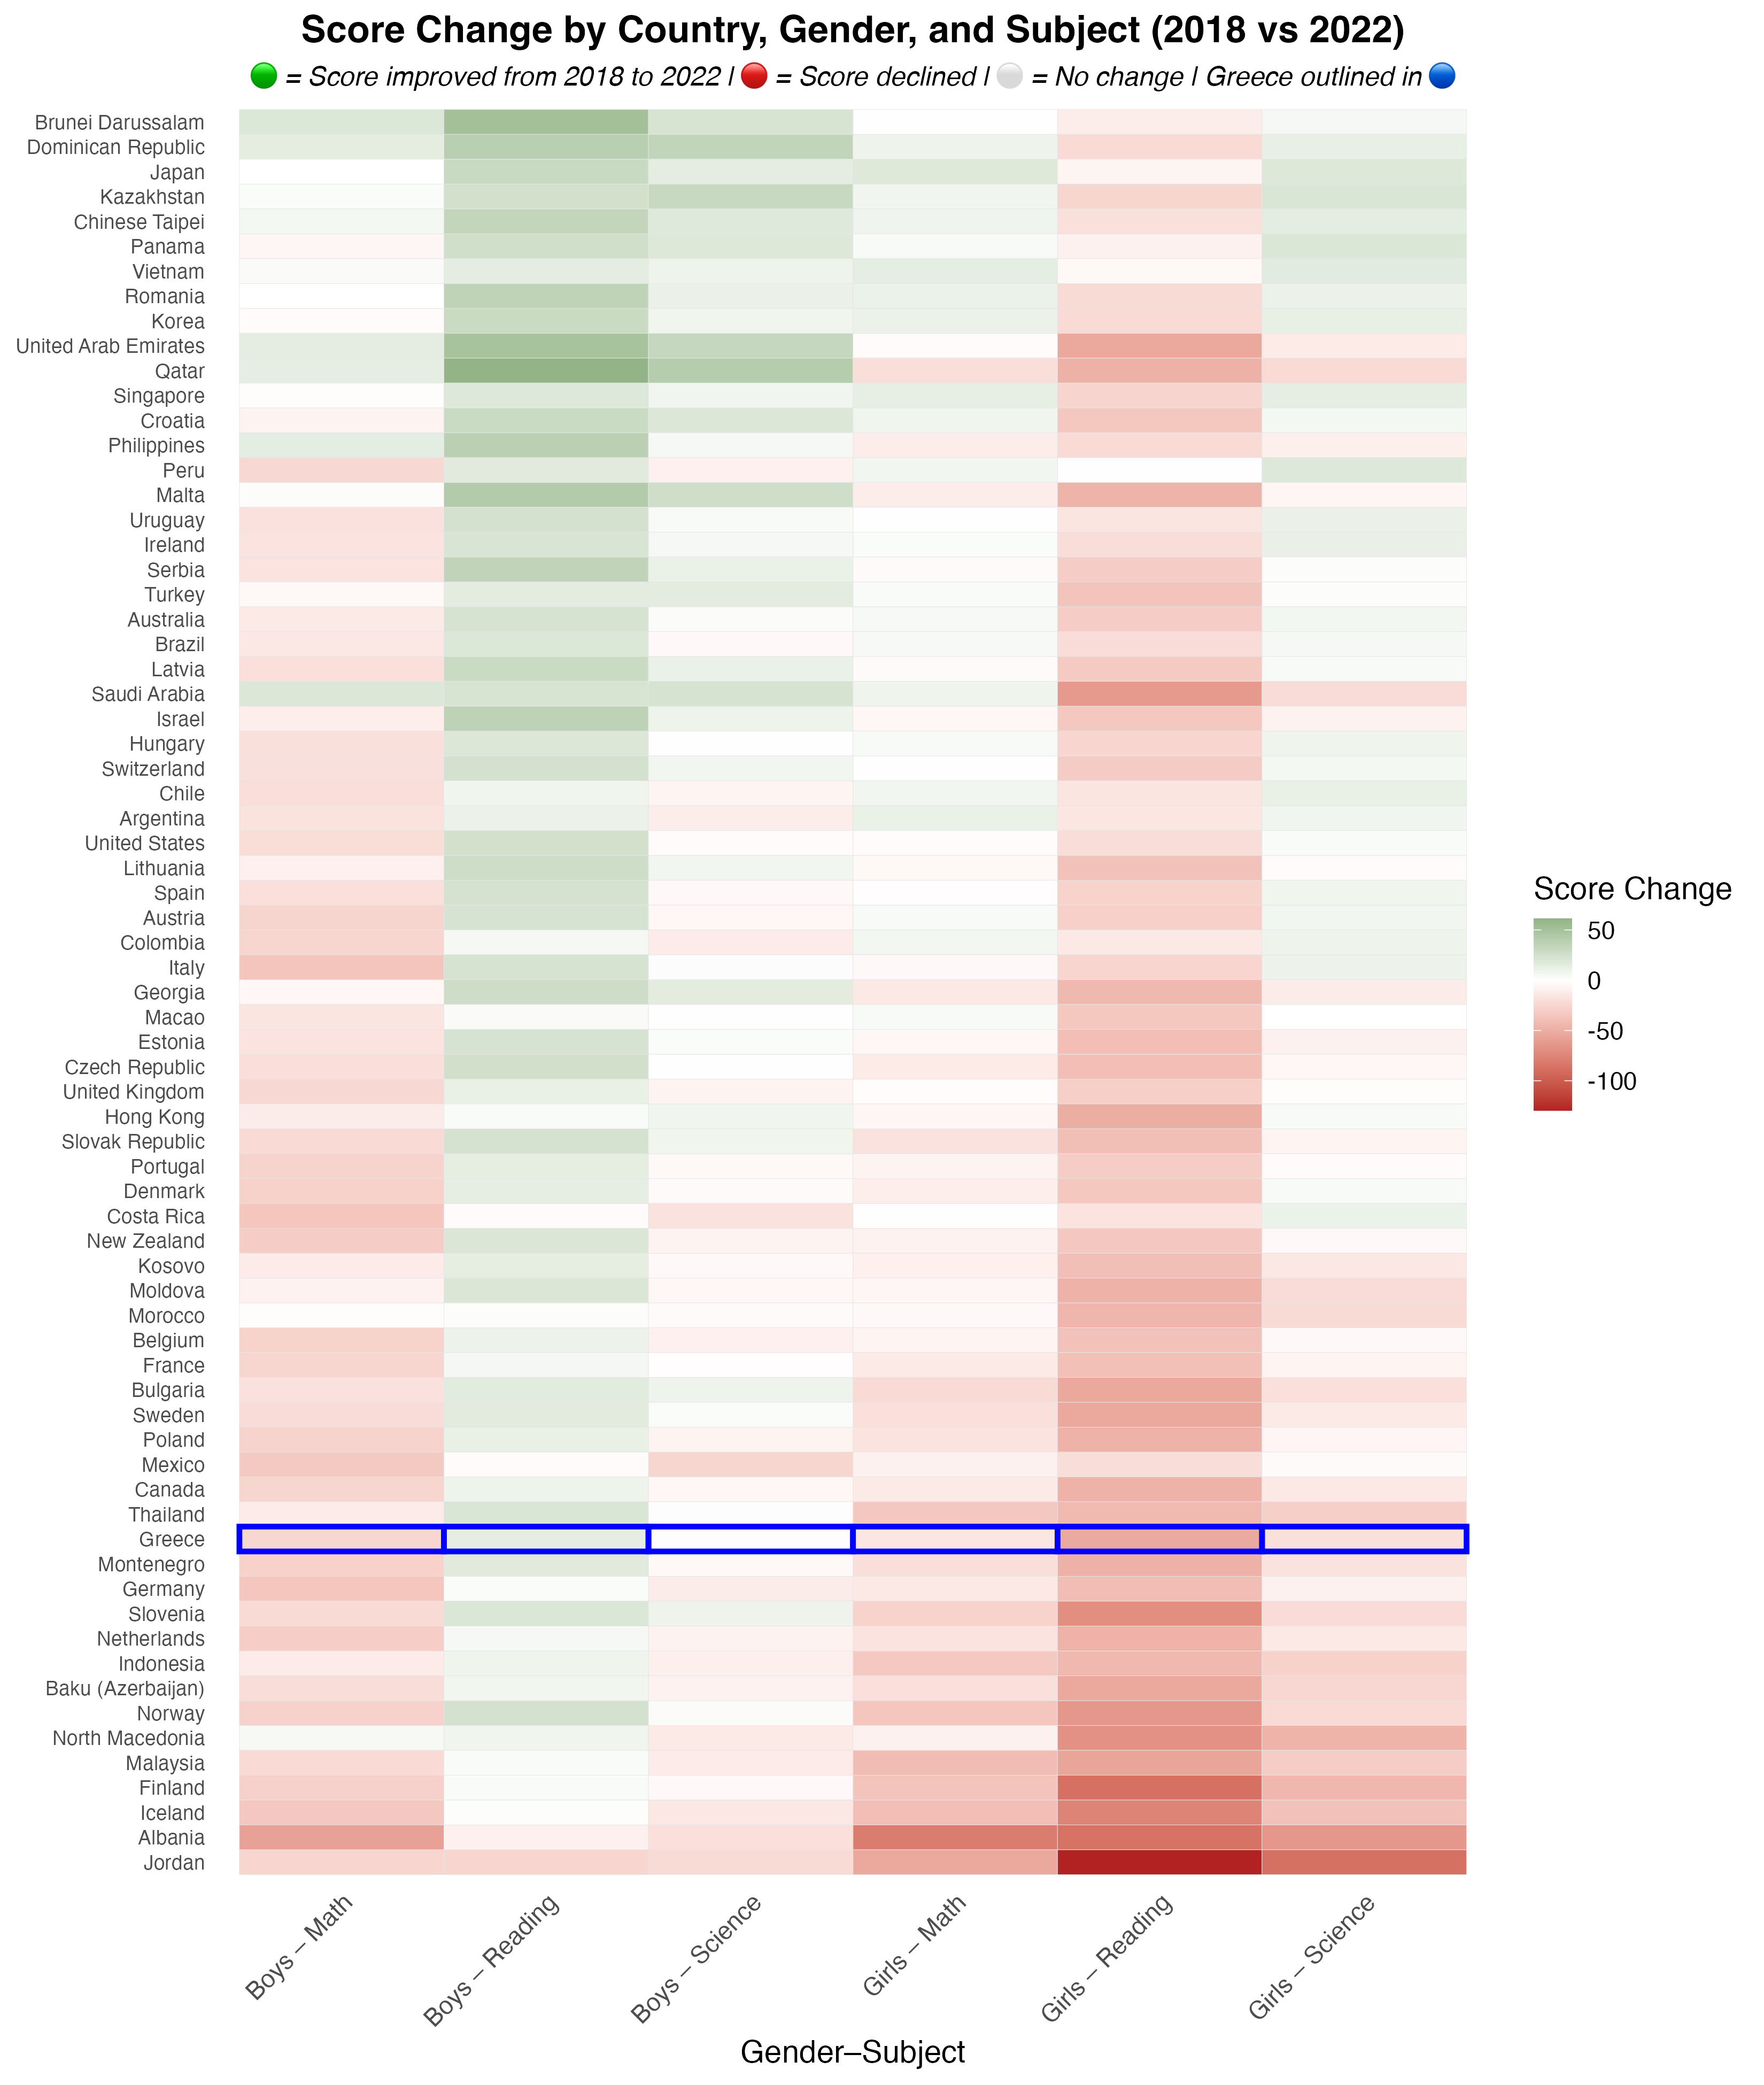 Score Change by Country, Gender, and Subject (2018 vs 2022)
= Score improved from 2018 to 2022 | = Score declined | = No change | Greece outlined in
Brunei Darussalam
Dominican Republic
Japan
Kazakhstan
Chinese Taipei
Panama
Vietnam
Romania
Korea
United Arab Emirates
Qatar
Singapore
Croatia
Philippines
Peru
Malta
Uruguay
Ireland
Serbia
Turkey
Australia
Brazil
Latvia
Saudi Arabia
Israel
Hungary
Switzerland
Chile
Argentina
United States
Lithuania
Spain
Austria
Colombia
Italy
Georgia
Macao
Estonia
Czech Republic
United Kingdom
Hong Kong
Slovak Republic
Portugal
Denmark
Costa Rica
New Zealand
Kosovo
Moldova
Morocco
Belgium
France
Bulgaria
Sweden
Poland
Mexico
Canada
Thailand
Greece
Montenegro
Germany
Slovenia
Netherlands
Indonesia
Baku (Azerbaijan)
Norway
North Macedonia
Malaysia
Finland
Iceland
Albania
Jordan
Boys – Math
Boys – Reading
Boys – Science
Girls – Math
Girls – Reading
Girls – Science
Gender–Subject
Score Change
50
0
-50
-100